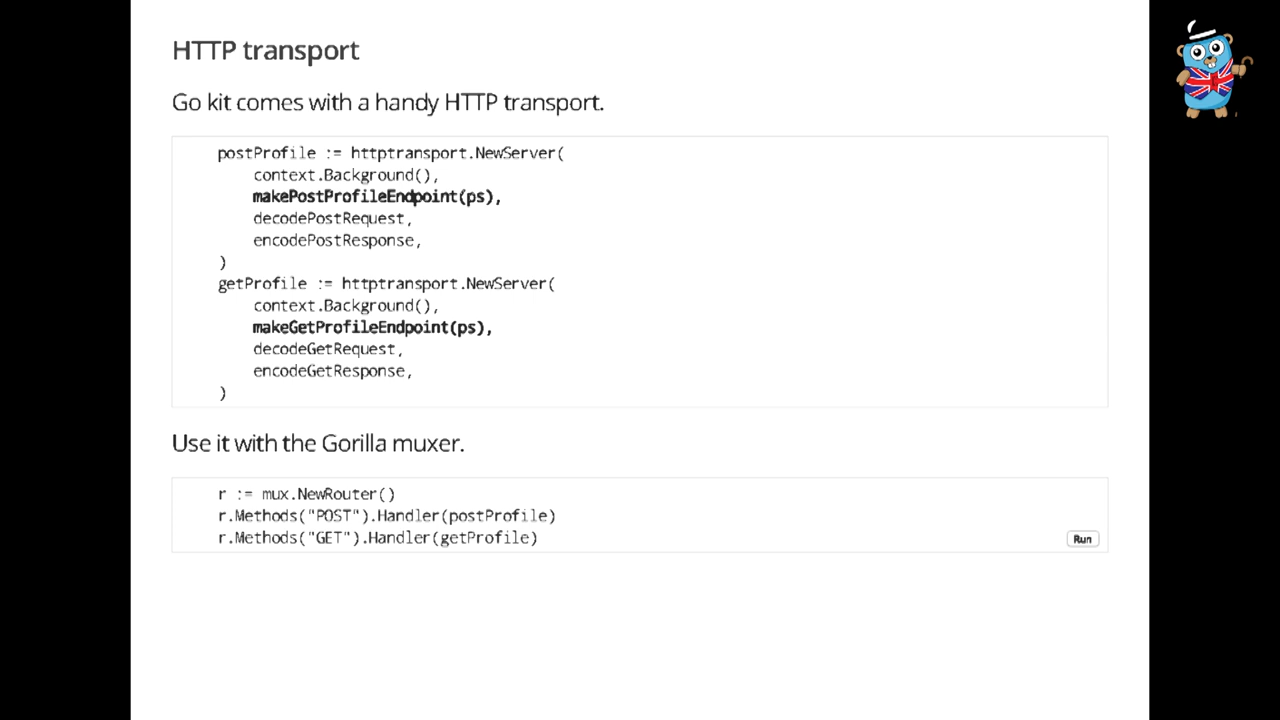 HTTP transport
Go kit comes with a handy HTTP transport.
postProfile := httptransport.NewServer(
    context.Background(),
    makePostProfileEndpoint(ps),
    decodePostRequest,
    encodePostResponse,
)
getProfile := httptransport.NewServer(
    context.Background(),
    makeGetProfileEndpoint(ps),
    decodeGetRequest,
    encodeGetResponse,
)
Use it with the Gorilla muxer.
r := mux.NewRouter()
r.Methods("POST").Handler(postProfile)
r.Methods("GET").Handler(getProfile)
Run